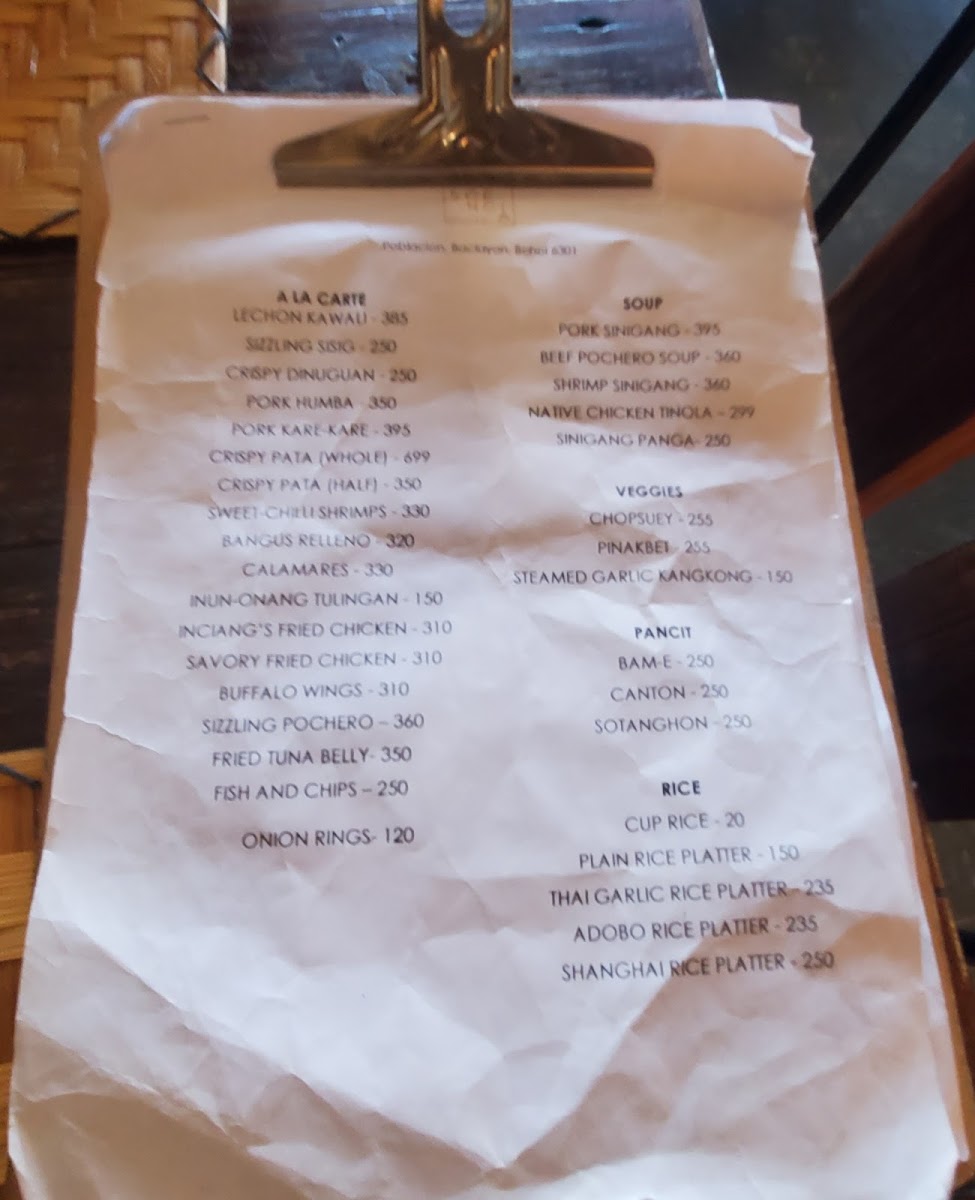 Poblacion, Baclayon, Bohol 6301
A LA CARTE
LECHON KAWALI - 385
SIZZLING SISIG - 250
CRISPY DINUGUAN - 250
PORK HUMBA - 350
PORK KARE-KARE - 395
CRISPY PATA (WHOLE) - 699
CRISPY PATA (HALF) - 350
SWEET-CHILLI SHRIMPS - 330
BANGUS RELLENO - 320
CALAMARES - 330
INUN-ONANG TULINGAN - 150
INCIANG'S FRIED CHICKEN - 310
SAVORY FRIED CHICKEN - 310
BUFFALO WINGS - 310
SIZZLING POCHERO – 360
FRIED TUNA BELLY- 350
FISH AND CHIPS – 250
ONION RINGS- 120
SOUP
PORK SINIGANG - 395
BEEF POCHERO SOUP - 360
SHRIMP SINIGANG - 360
NATIVE CHICKEN TINOLA – 299
SINIGANG PANGA- 250
VEGGIES
CHOPSUEY - 255
PINAKBET - 255
STEAMED GARLIC KANGKONG - 150
PANCIT
BAM-E - 250
CANTON - 250
SOTANGHON - 250
RICE
CUP RICE - 20
PLAIN RICE PLATTER - 150
THAI GARLIC RICE PLATTER - 235
ADOBO RICE PLATTER - 235
SHANGHAI RICE PLATTER - 250